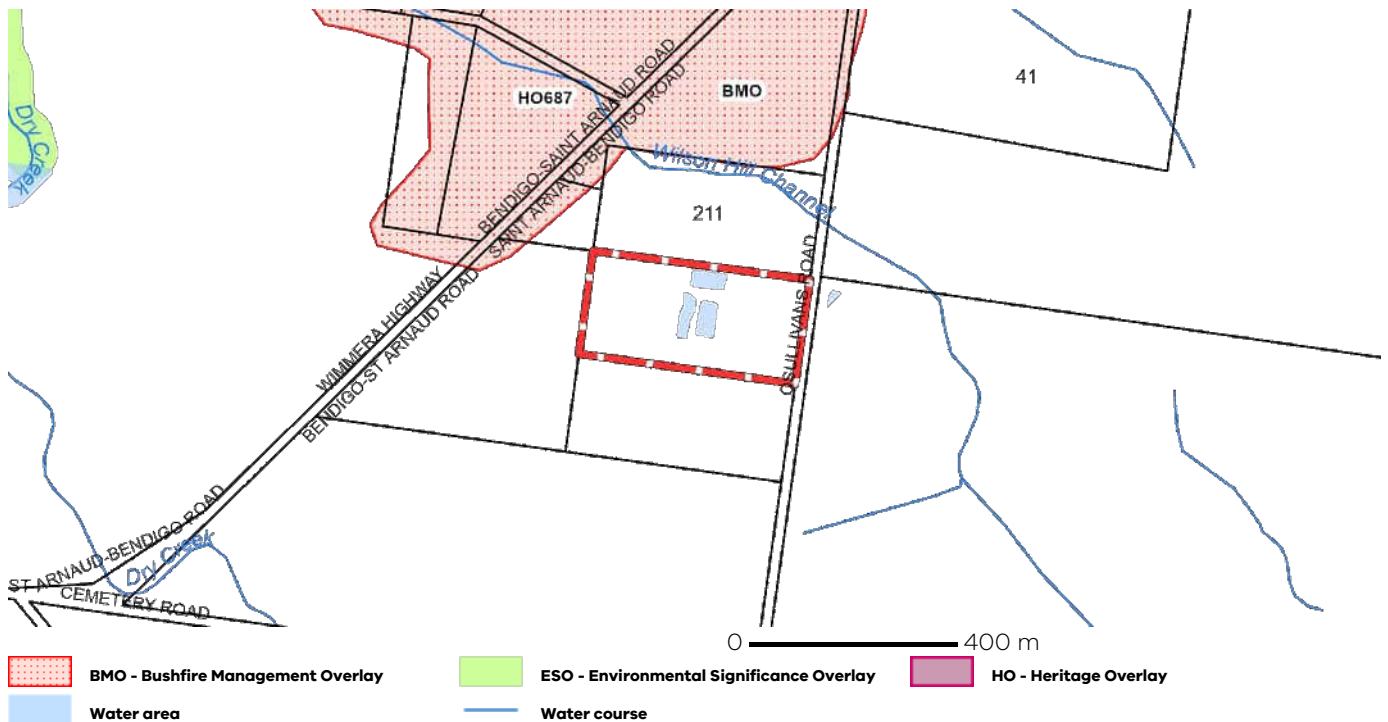 41
BMO
HO687
BENDIGO-SAINT ARNAUD ROAD
SAINT ARNAUD-BENDIGO ROAD
Dry Creek
Wilson Hill Channel
211
OSULLIVANS ROAD
WIMMERA HIGHWAY
BENDIGO-ST ARNAUD ROAD
ST ARNAUD-BENDIGO ROAD
Dry Creek
CEMETERY ROAD
0 400 m
BMO - Bushfire Management Overlay
ESO - Environmental Significance Overlay
HO - Heritage Overlay
Water area
Water course